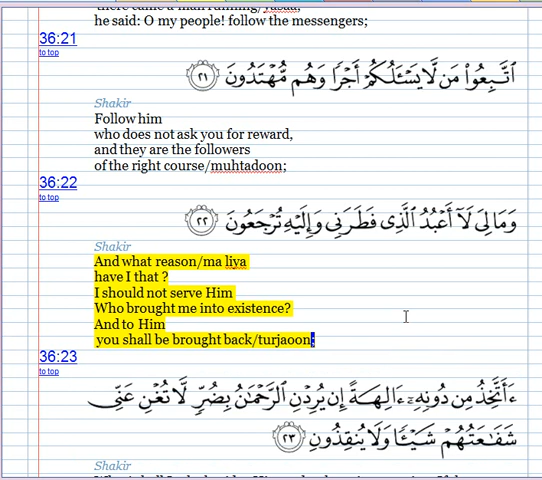 he said: O my people! follow the messengers;
36:21
to top
ٱتَّبِعُوا۟ مَن لَّا يَسْـَٔلُكُمْ أَجْرًا وَهُم مُّهْتَدُونَ ٢١
Shakir
Follow him
who does not ask you for reward,
and they are the followers
of the right course/muhtadoon;
36:22
to top
وَمَا لِىَ لَآ أَعْبُدُ ٱلَّذِى فَطَرَنِى وَإِلَيْهِ تُرْجَعُونَ ٢٢
Shakir
And what reason/ma liya
have I that ?
I should not serve Him
Who brought me into existence?
And to Him
you shall be brought back/turjaoon;
36:23
to top
ءَأَتَّخِذُ مِن دُونِهِۦٓ ءَالِهَةً إِن يُرِدْنِ ٱلرَّحْمَـٰنُ بِضُرٍّ لَّا تُغْنِ عَنِّى
شَفَـٰعَتُهُمْ شَيْـًٔا وَلَا يُنقِذُونِ ٢٣
Shakir